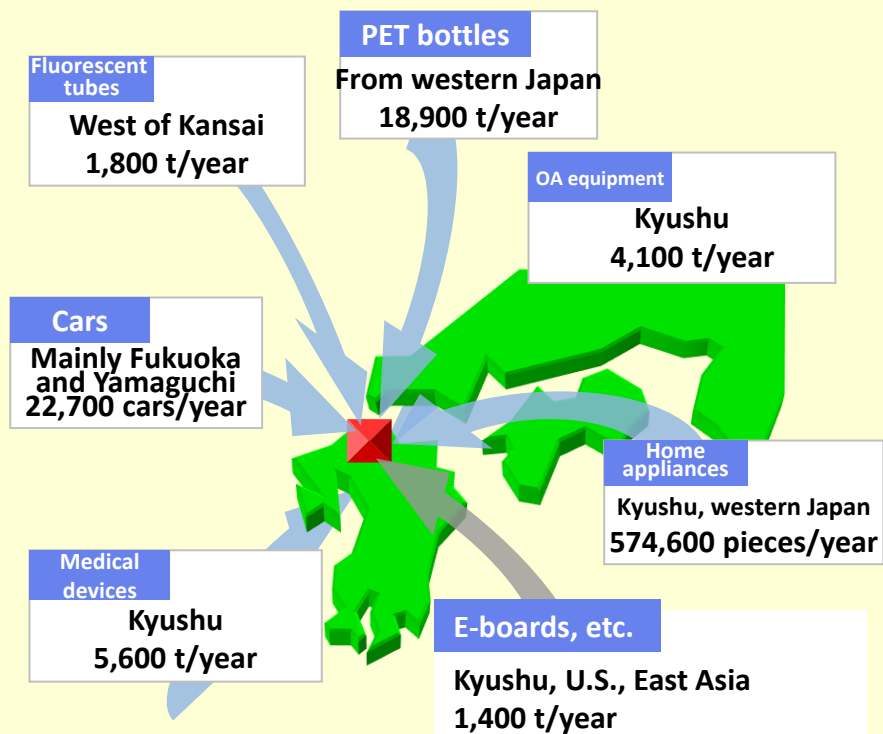 Fluorescent
tubes
West of Kansai
1,800 t/year
PET bottles
From western Japan
18,900 t/year
OA equipment
Kyushu
4,100 t/year
Cars
Mainly Fukuoka
and Yamaguchi
22,700 cars/year
Home
appliances
Kyushu, western Japan
574,600 pieces/year
Medical
devices
Kyushu
5,600 t/year
E-boards, etc.
Kyushu, U.S., East Asia
1,400 t/year